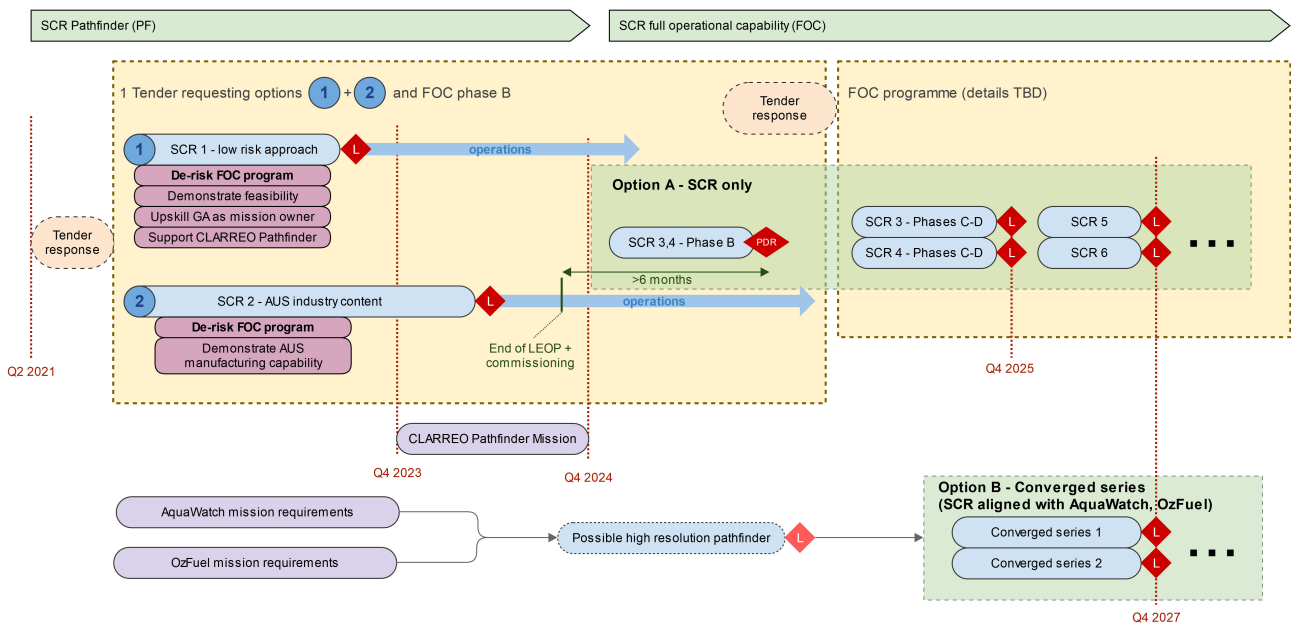 SCR Pathfinder (PF)
SCR full operational capability (FOC)
1 Tender requesting options 1 + 2 and FOC phase B
Tender
response
FOC programme (details TBD)
1
SCR 1 - low risk approach
L
operations
De-risk FOC program
Demonstrate feasibility
Upskill GA as mission owner
Support CLARREO Pathfinder
Tender
response
Option A - SCR only
SCR 3,4 - Phase B
PDR
SCR 3 - Phases C-D
L
SCR 5
L
SCR 4 - Phases C-D
L
SCR 6
L
>6 months
2
SCR 2 - AUS industry content
L
operations
De-risk FOC program
Demonstrate AUS
manufacturing capability
End of LEOP +
commissioning
Q2 2021
Q4 2025
CLARREO Pathfinder Mission
Q4 2023
Q4 2024
AquaWatch mission requirements
OzFuel mission requirements
Possible high resolution pathfinder
L
Option B - Converged series
(SCR aligned with AquaWatch, OzFuel)
Converged series 1
L
Converged series 2
L
Q4 2027